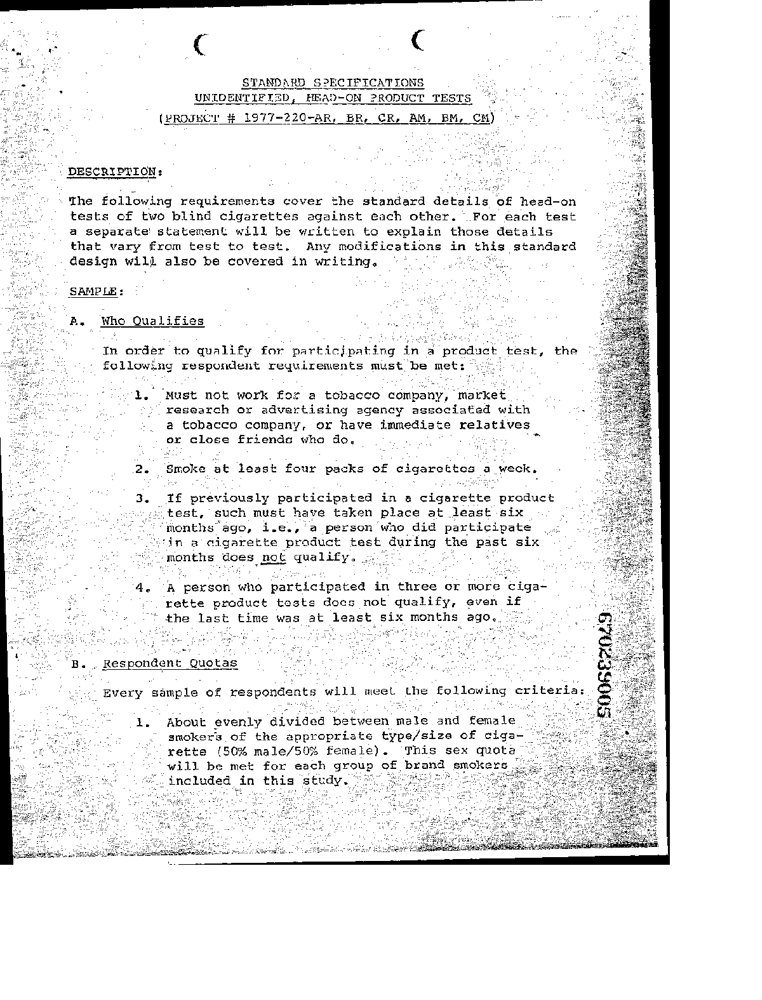 STANDARD SPECIFICATIONS
UNIDENTIFIED, HEAD-ON PRODUCT TESTS
(PROJECT # 1977-220-AR, BR, CR, AM, BM, CM)
DESCRIPTION:
The following requirements cover the standard details of head-on
tests of two blind cigarettes against each other. For each test
a separate statement will be written to explain those details
that vary from test to test. Any modifications in this standard
design will also be covered in writing.
SAMPLE:
A. Who Qualifies
In order to qualify for participating in a product test, the
following respondent requirements must be met:
1. Must not work for a tobacco company, market
research or advertising agency associated with
a tobacco company, or have immediate relatives
or close friends who do.
2. Smoke at least four packs of cigarettes a week.
3. If previously participated in a cigarette product
test, such must have taken place at least six
months ago, i.e., a person who did participate
in a cigarette product test during the past six
months does not qualify.
4. A person who participated in three or more ciga-
rette product tests does not qualify, even if
the last time was at least six months ago.
B. Respondent Quotas
Every sample of respondents will meet the following criteria:
1. About evenly divided between male and female
smokers of the appropriate type/size of ciga-
rette (50% male/50% female). This sex quota
will be met for each group of brand smokers
included in this study.
670239005